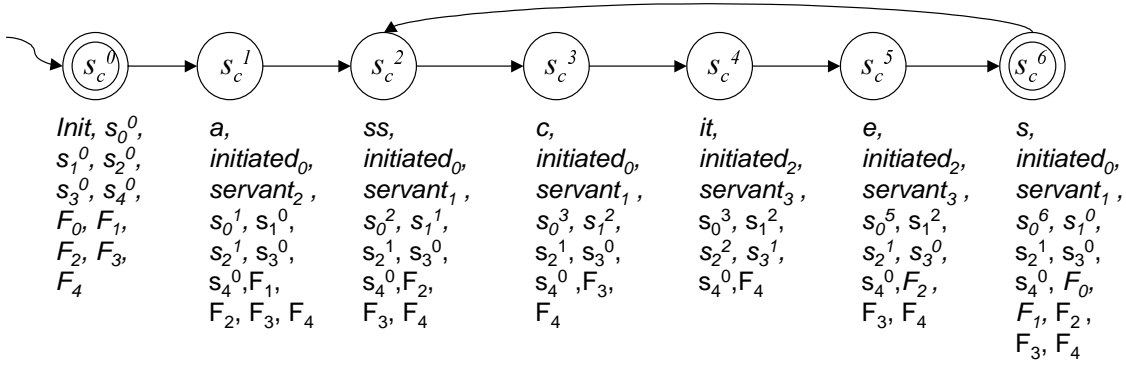 s_c^0 s_c^1 s_c^2 s_c^3 s_c^4 s_c^5 s_c^6
Init, s_0^0,
s_1^0, s_2^0,
s_3^0, s_4^0,
F_0, F_1,
F_2, F_3,
F_4
a,
initiated_0,
servant_2 ,
s_0^1, s_1^0,
s_2^1, s_3^0,
s_4^0,F_1,
F_2, F_3, F_4
ss,
initiated_0,
servant_1 ,
s_0^2, s_1^1,
s_2^1, s_3^0,
s_4^0,F_2,
F_3, F_4
c,
initiated_0,
servant_1 ,
s_0^3, s_1^2,
s_2^1, s_3^0,
s_4^0 ,F_3,
F_4
it,
initiated_2,
servant_3 ,
s_0^3, s_1^2,
s_2^2, s_3^1,
s_4^0,F_4
e,
initiated_2,
servant_3 ,
s_0^5, s_1^2,
s_2^1, s_3^0,
s_4^0,F_2 ,
F_3, F_4
s,
initiated_0,
servant_1 ,
s_0^6, s_1^0,
s_2^1, s_3^0,
s_4^0, F_0,
F_1, F_2 ,
F_3, F_4